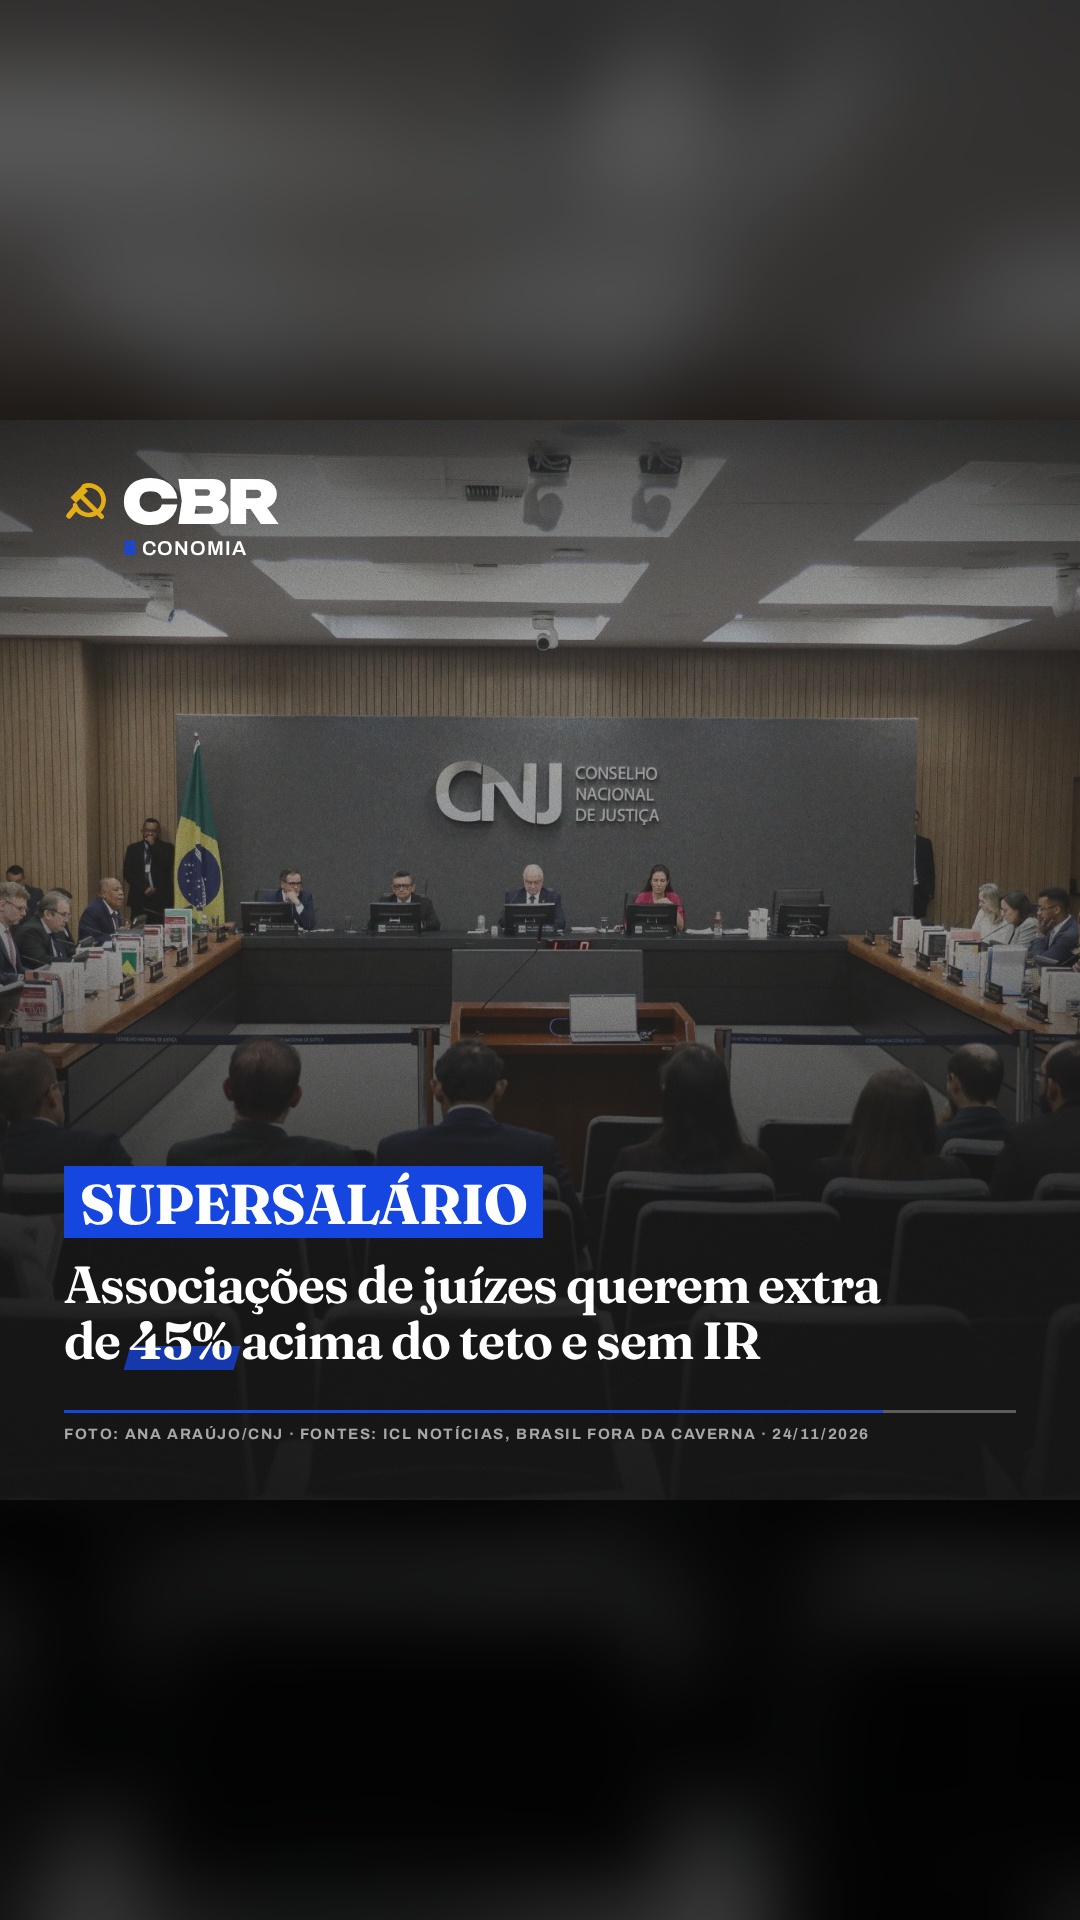 CBR
CONOMIA
CNJ
CONSELHO
NACIONAL
DE JUSTIÇA
SUPERSALÁRIO
Associações de juízes querem extra
de 45% acima do teto e sem IR
FOTO: ANA ARAÚJO/CNJ · FONTES: ICL NOTÍCIAS, BRASIL FORA DA CAVERNA · 24/11/2026